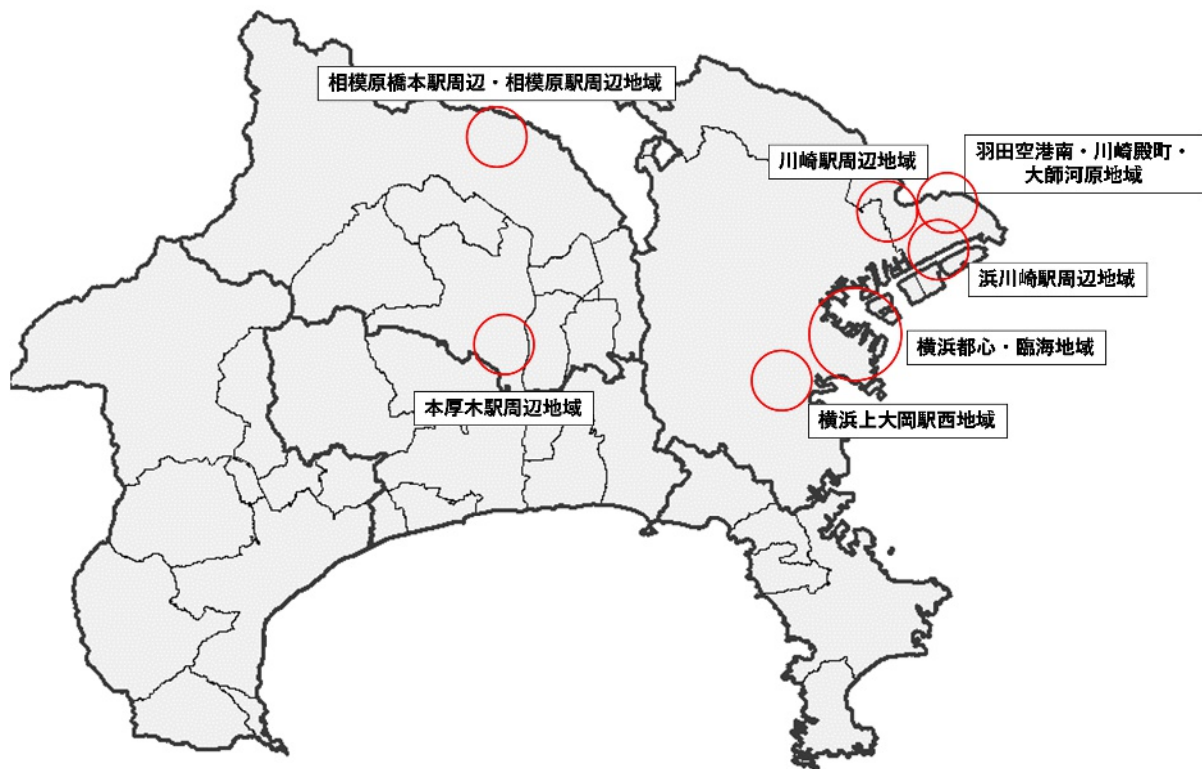 相模原橋本駅周辺・相模原駅周辺地域
川崎駅周辺地域
羽田空港南・川崎殿町・
大師河原地域
浜川崎駅周辺地域
横浜都心・臨海地域
本厚木駅周辺地域
横浜上大岡駅西地域